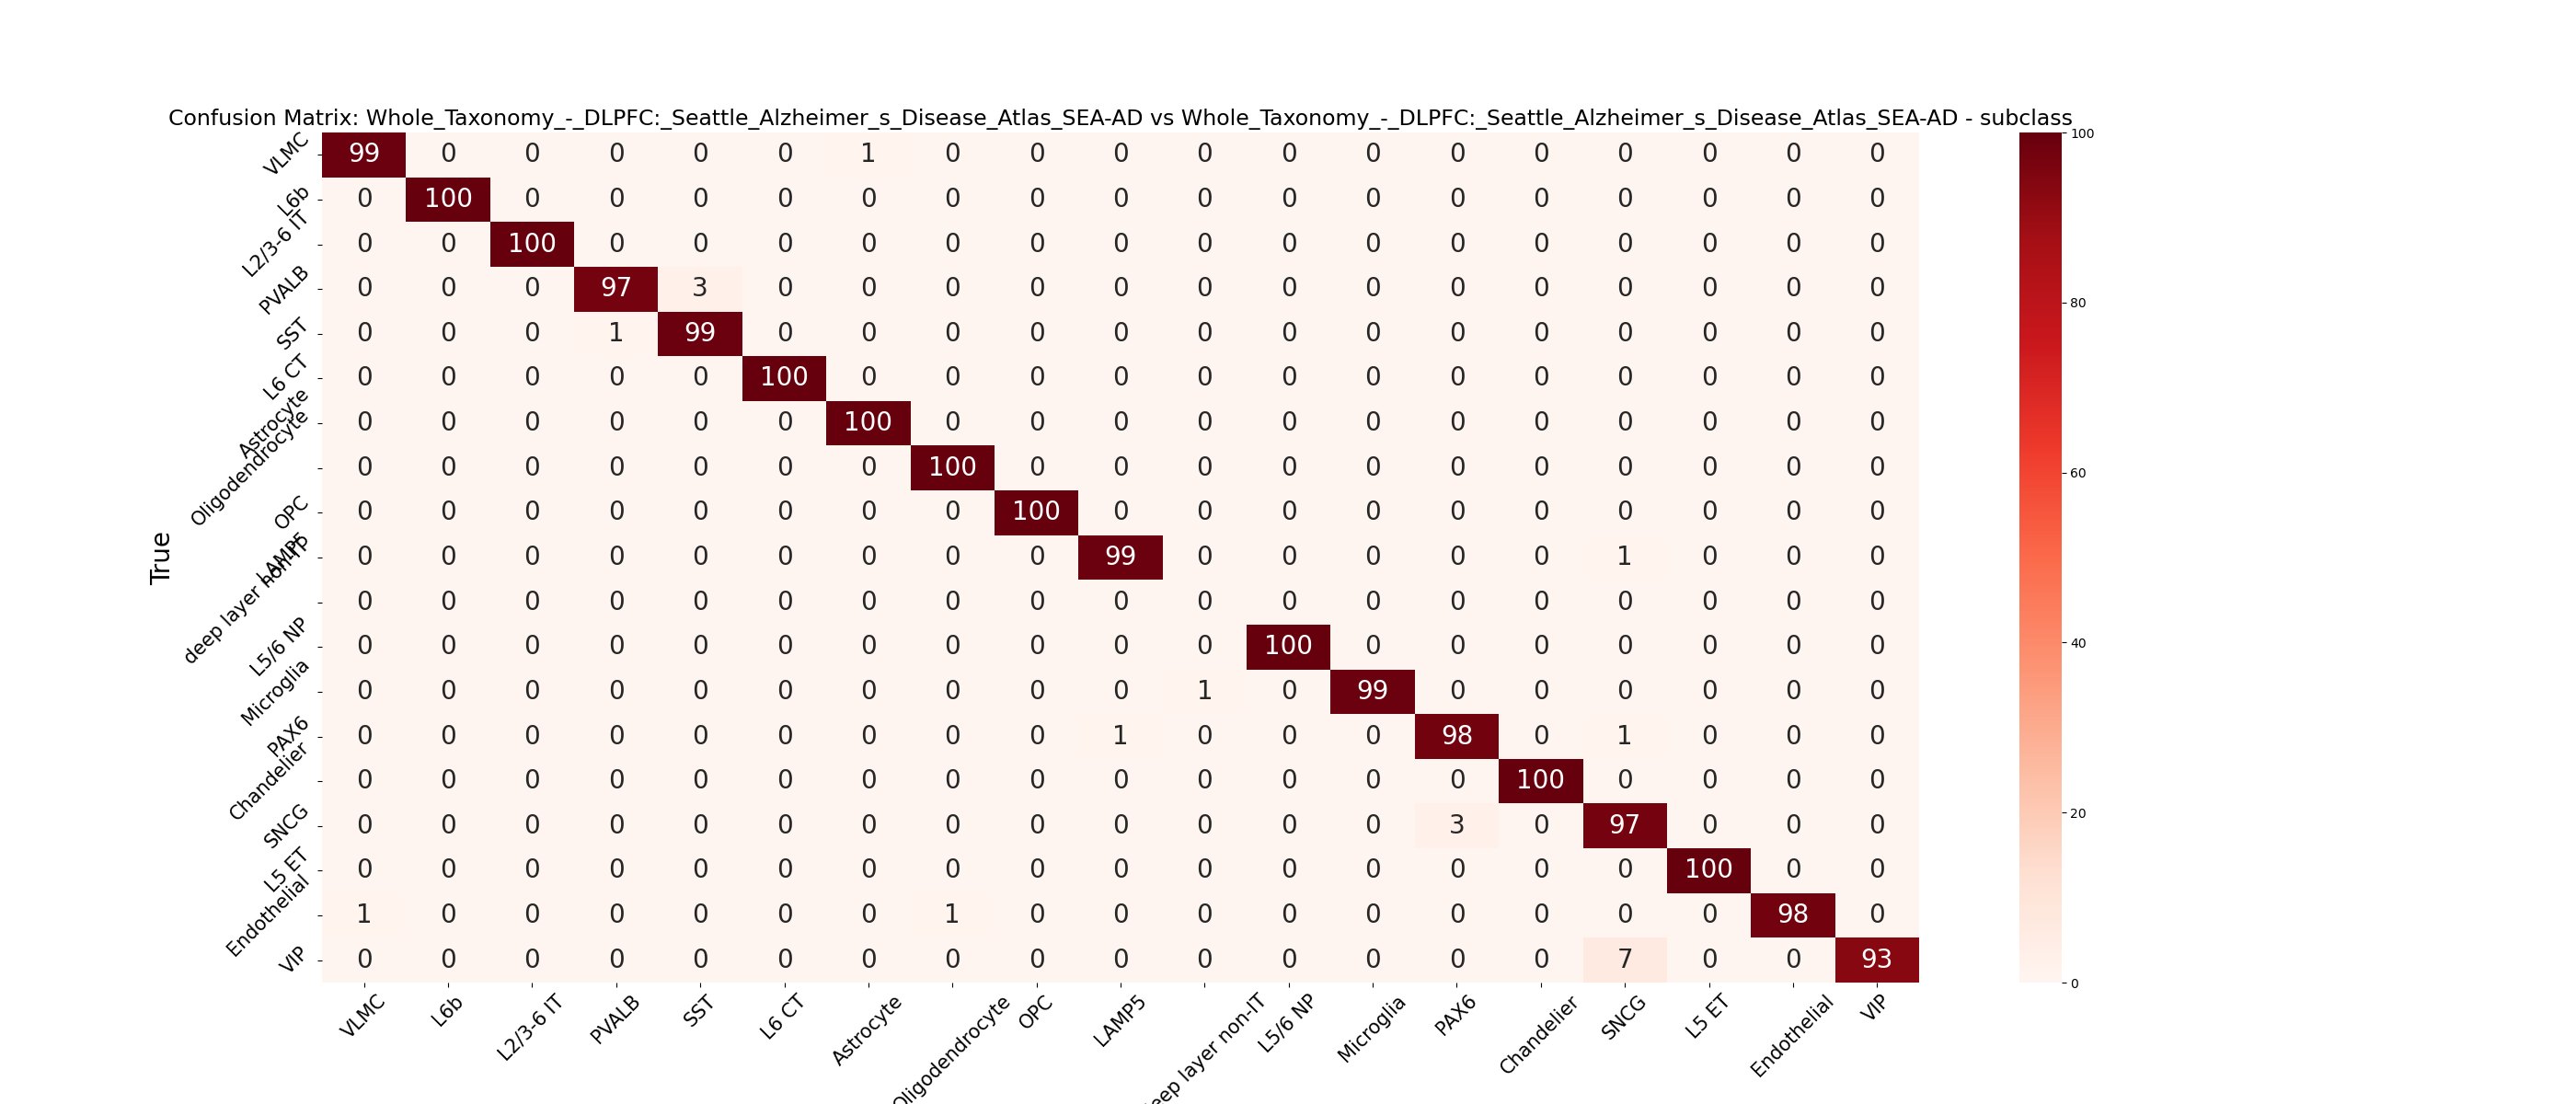 Confusion Matrix: Whole_Taxonomy_-_DLPFC:_Seattle_Alzheimer_s_Disease_Atlas_SEA-AD vs Whole_Taxonomy_-_DLPFC:_Seattle_Alzheimer_s_Disease_Atlas_SEA-AD - subclass
True
VLMC 99 0 0 0 0 0 1 0 0 0 0 0 0 0 0 0 0 0 0
L6b 0 100 0 0 0 0 0 0 0 0 0 0 0 0 0 0 0 0 0
L2/3-6 IT 0 0 100 0 0 0 0 0 0 0 0 0 0 0 0 0 0 0 0
PVALB 0 0 0 97 3 0 0 0 0 0 0 0 0 0 0 0 0 0 0
SST 0 0 0 1 99 0 0 0 0 0 0 0 0 0 0 0 0 0 0
L6 CT 0 0 0 0 0 100 0 0 0 0 0 0 0 0 0 0 0 0 0
Astrocyte 0 0 0 0 0 0 100 0 0 0 0 0 0 0 0 0 0 0 0
Oligodendrocyte 0 0 0 0 0 0 0 100 0 0 0 0 0 0 0 0 0 0 0
OPC 0 0 0 0 0 0 0 0 100 0 0 0 0 0 0 0 0 0 0
LAMP5 0 0 0 0 0 0 0 0 0 99 0 0 0 0 0 1 0 0 0
deep layer non-IT 0 0 0 0 0 0 0 0 0 0 0 0 0 0 0 0 0 0 0
L5/6 NP 0 0 0 0 0 0 0 0 0 0 0 100 0 0 0 0 0 0 0
Microglia 0 0 0 0 0 0 0 0 0 0 1 0 99 0 0 0 0 0 0
PAX6 0 0 0 0 0 0 0 0 0 1 0 0 0 98 0 1 0 0 0
Chandelier 0 0 0 0 0 0 0 0 0 0 0 0 0 0 100 0 0 0 0
SNCG 0 0 0 0 0 0 0 0 0 0 0 0 0 3 0 97 0 0 0
L5 ET 0 0 0 0 0 0 0 0 0 0 0 0 0 0 0 0 100 0 0
Endothelial 1 0 0 0 0 0 0 1 0 0 0 0 0 0 0 0 0 98 0
VIP 0 0 0 0 0 0 0 0 0 0 0 0 0 0 0 7 0 0 93
VLMC L6b L2/3-6 IT PVALB SST L6 CT Astrocyte Oligodendrocyte OPC LAMP5 eep layer non-IT L5/6 NP Microglia PAX6 Chandelier SNCG L5 ET Endothelial VIP
100
80
60
40
20
0